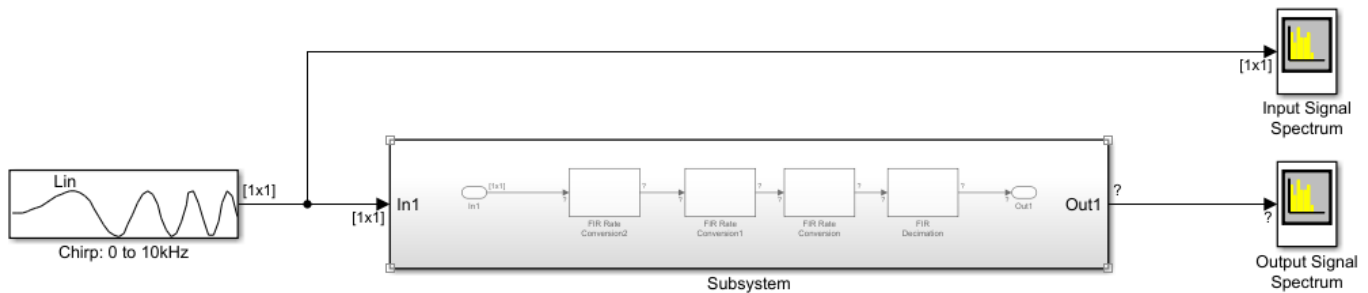 [1x1]
Input Signal
Spectrum
Lin
[1x1]
Chirp: 0 to 10kHz
[1x1]
In1
[1x1]
In1
?
FIR Rate
Conversion2
?
?
FIR Rate
Conversion1
?
?
FIR Rate
Conversion
?
?
FIR
Decimation
?
?
Out1
Out1
?
Subsystem
?
Output Signal
Spectrum